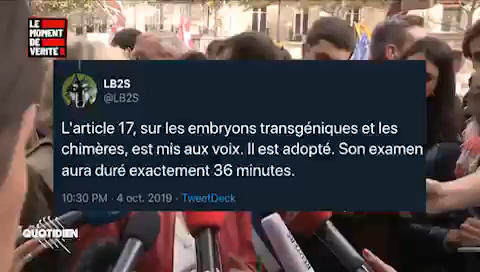 LE
MOMENT
DE
VÉRITÉ !
LB2S
@LB2S
L'article 17, sur les embryons transgéniques et les
chimères, est mis aux voix. Il est adopté. Son examen
aura duré exactement 36 minutes.
10:30 PM · 4 oct. 2019 · TweetDeck
QUOTIDIEN